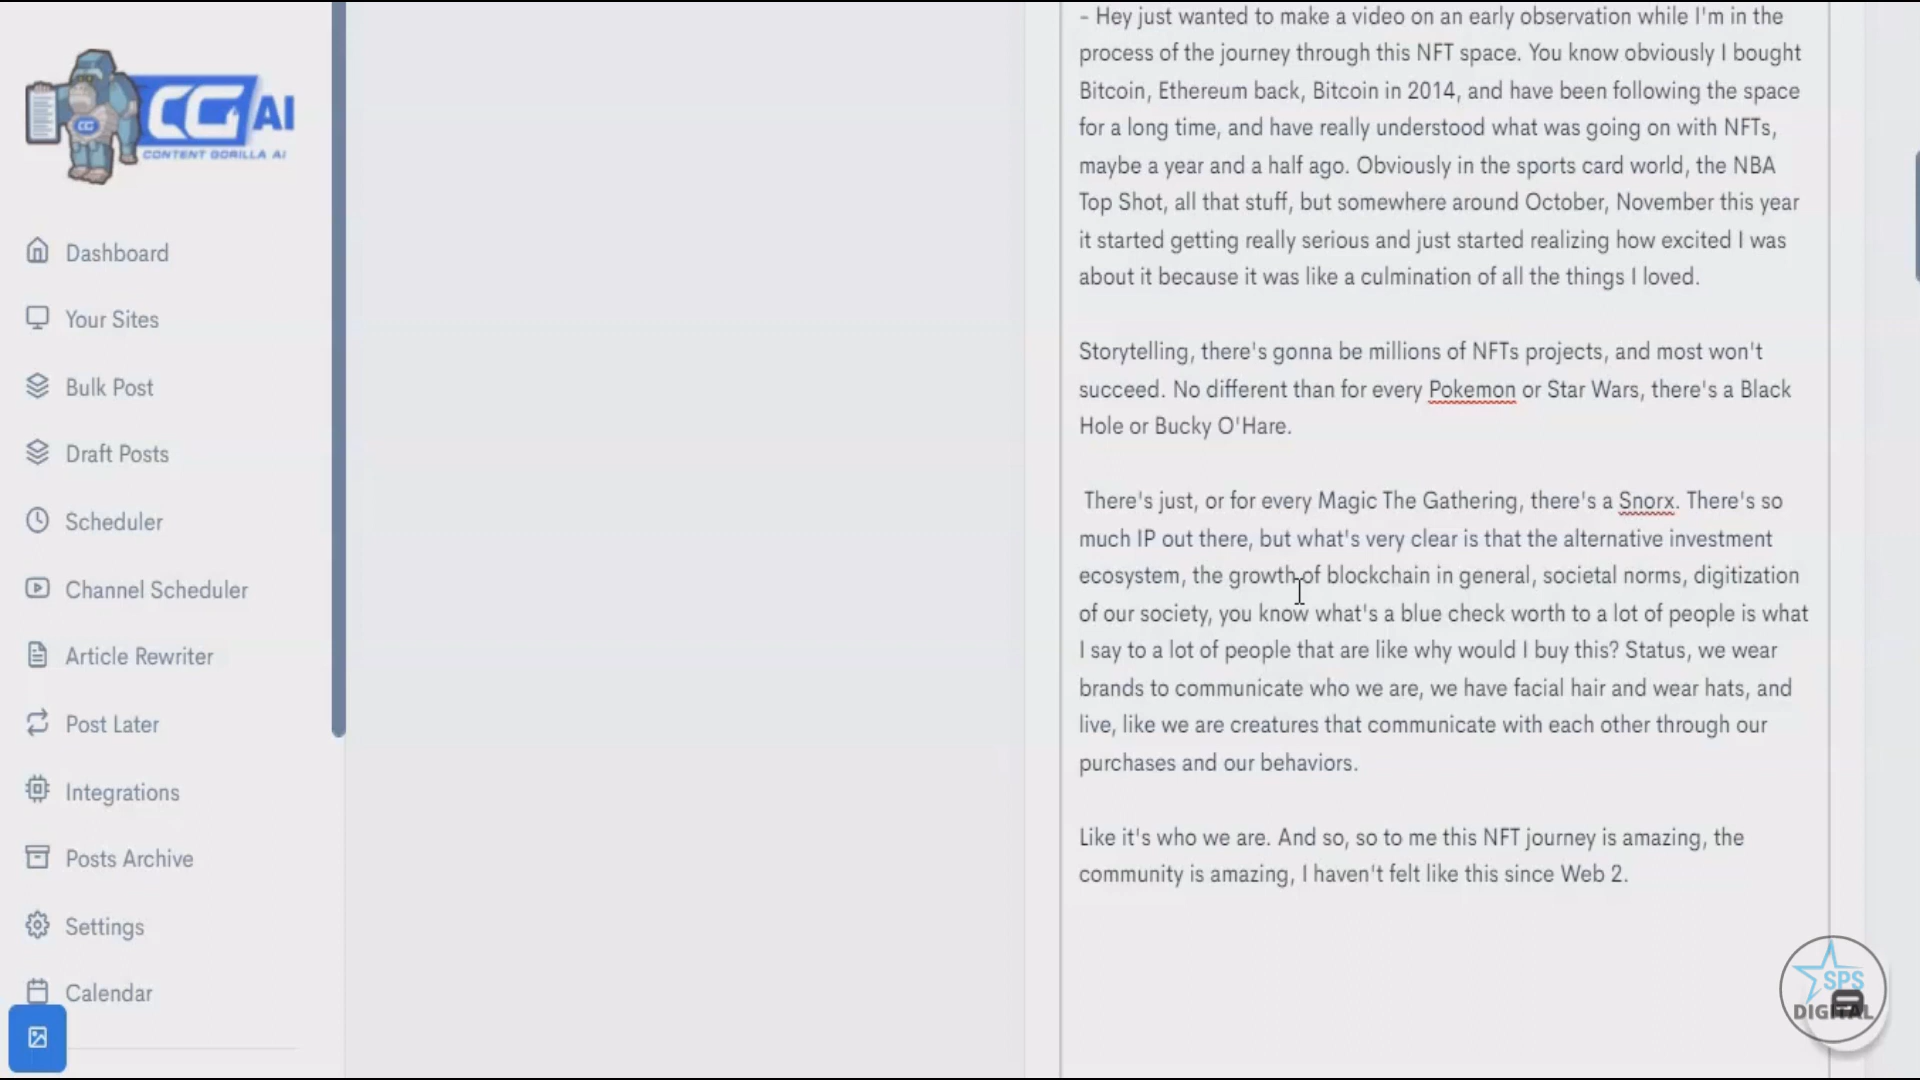 CG AI
CONTENT GORILLA AI
CG
Dashboard
Your Sites
Bulk Post
Draft Posts
Scheduler
Channel Scheduler
Article Rewriter
Post Later
Integrations
Posts Archive
Settings
Calendar
- Hey just wanted to make a video on an early observation while I'm in the
process of the journey through this NFT space. You know obviously I bought
Bitcoin, Ethereum back, Bitcoin in 2014, and have been following the space
for a long time, and have really understood what was going on with NFTs,
maybe a year and a half ago. Obviously in the sports card world, the NBA
Top Shot, all that stuff, but somewhere around October, November this year
it started getting really serious and just started realizing how excited I was
about it because it was like a culmination of all the things I loved.
Storytelling, there's gonna be millions of NFTs projects, and most won't
succeed. No different than for every Pokemon or Star Wars, there's a Black
Hole or Bucky O'Hare.
There's just, or for every Magic The Gathering, there's a Snorx. There's so
much IP out there, but what's very clear is that the alternative investment
ecosystem, the growth of blockchain in general, societal norms, digitization
of our society, you know what's a blue check worth to a lot of people is what
I say to a lot of people that are like why would I buy this? Status, we wear
brands to communicate who we are, we have facial hair and wear hats, and
live, like we are creatures that communicate with each other through our
purchases and our behaviors.
Like it's who we are. And so, so to me this NFT journey is amazing, the
community is amazing, I haven't felt like this since Web 2.
SPS
DIGITAL